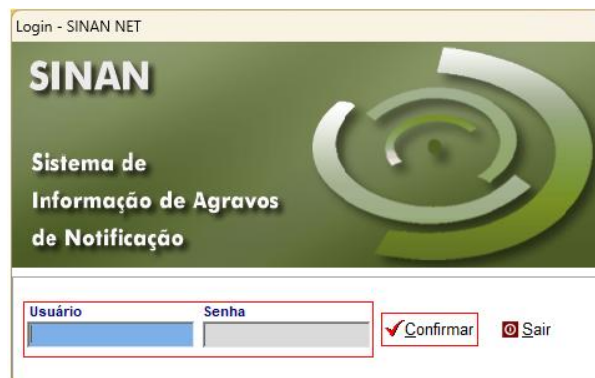 Login - SINAN NET
SINAN
Sistema de
Informação de Agravos
de Notificação
Usuário Senha
Confirmar Sair